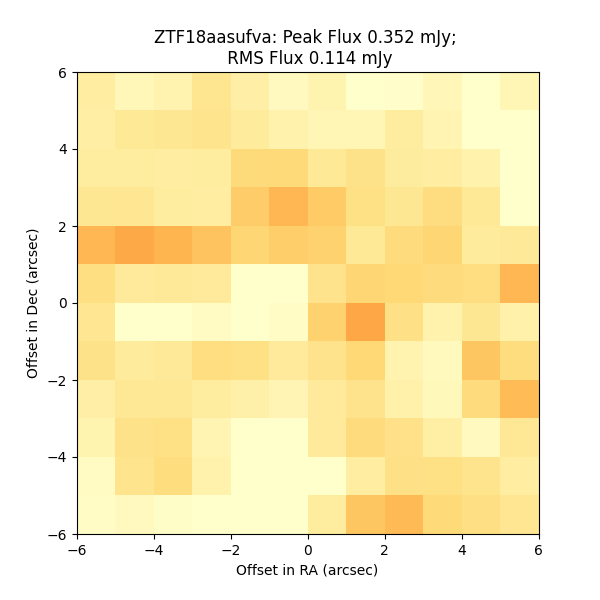 ZTF18aasufva: Peak Flux 0.352 mJy;
RMS Flux 0.114 mJy
6
4
2
0
−2
−4
−6
Offset in Dec (arcsec)
−6 −4 −2 0 2 4 6
Offset in RA (arcsec)